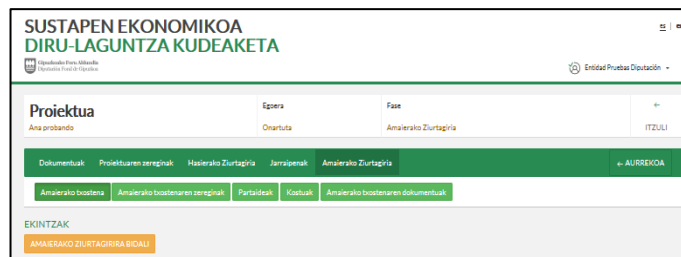 SUSTAPEN EKONOMIKOA
DIRU-LAGUNTZA KUDEAKETA
es
Gipuzkoako Foru Aldundia
Diputación Foral de Gipuzkoa
Entidad Pruebas Diputación
Proiektua
Ana probando
Egoera
Onartuta
Fase
Amaierako Ziurtagiria
←
ITZULI
Dokumentuak Proiektuaren zereginak Hasierako Ziurtagiria Jarraipenak Amaierako Ziurtagiria ← AURREKOA
Amaierako txostena Amaierako txostenaren zereginak Partaideak Kostuak Amaierako txostenaren dokumentuak
EKINTZAK
AMAIERAKO ZIURTAGIRIRA BIDALI